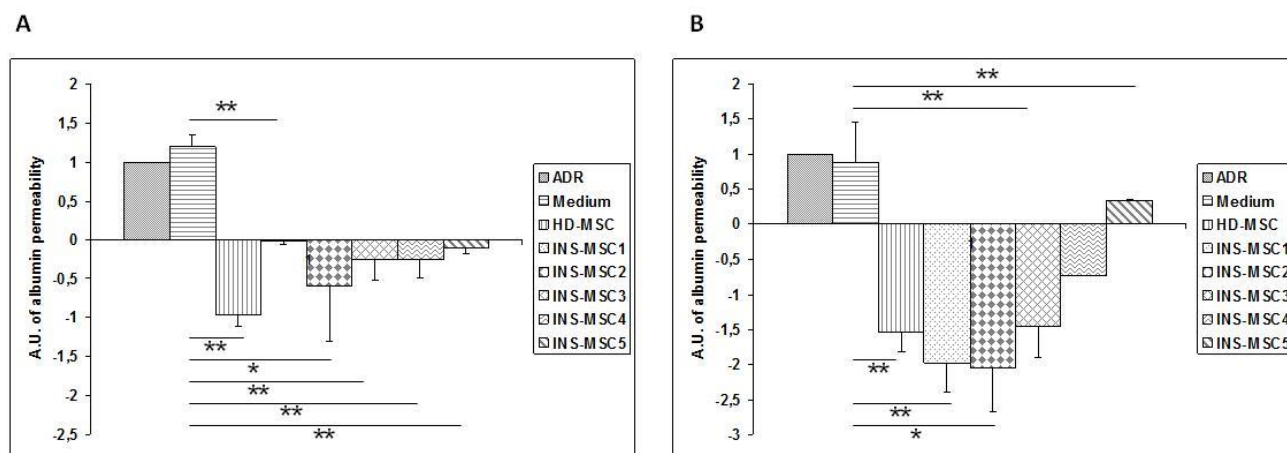 A
A.U. of albumin permeability
2
1,5
1
0,5
0
-0,5
-1
-1,5
-2
-2,5
**
**
*
**
**
**
ADR
Medium
HD-MSC
INS-MSC1
INS-MSC2
INS-MSC3
INS-MSC4
INS-MSC5
B
A.U. of albumin permeability
2
1,5
1
0,5
0
-0,5
-1
-1,5
-2
-2,5
-3
**
**
**
**
*
ADR
Medium
HD-MSC
INS-MSC1
INS-MSC2
INS-MSC3
INS-MSC4
INS-MSC5